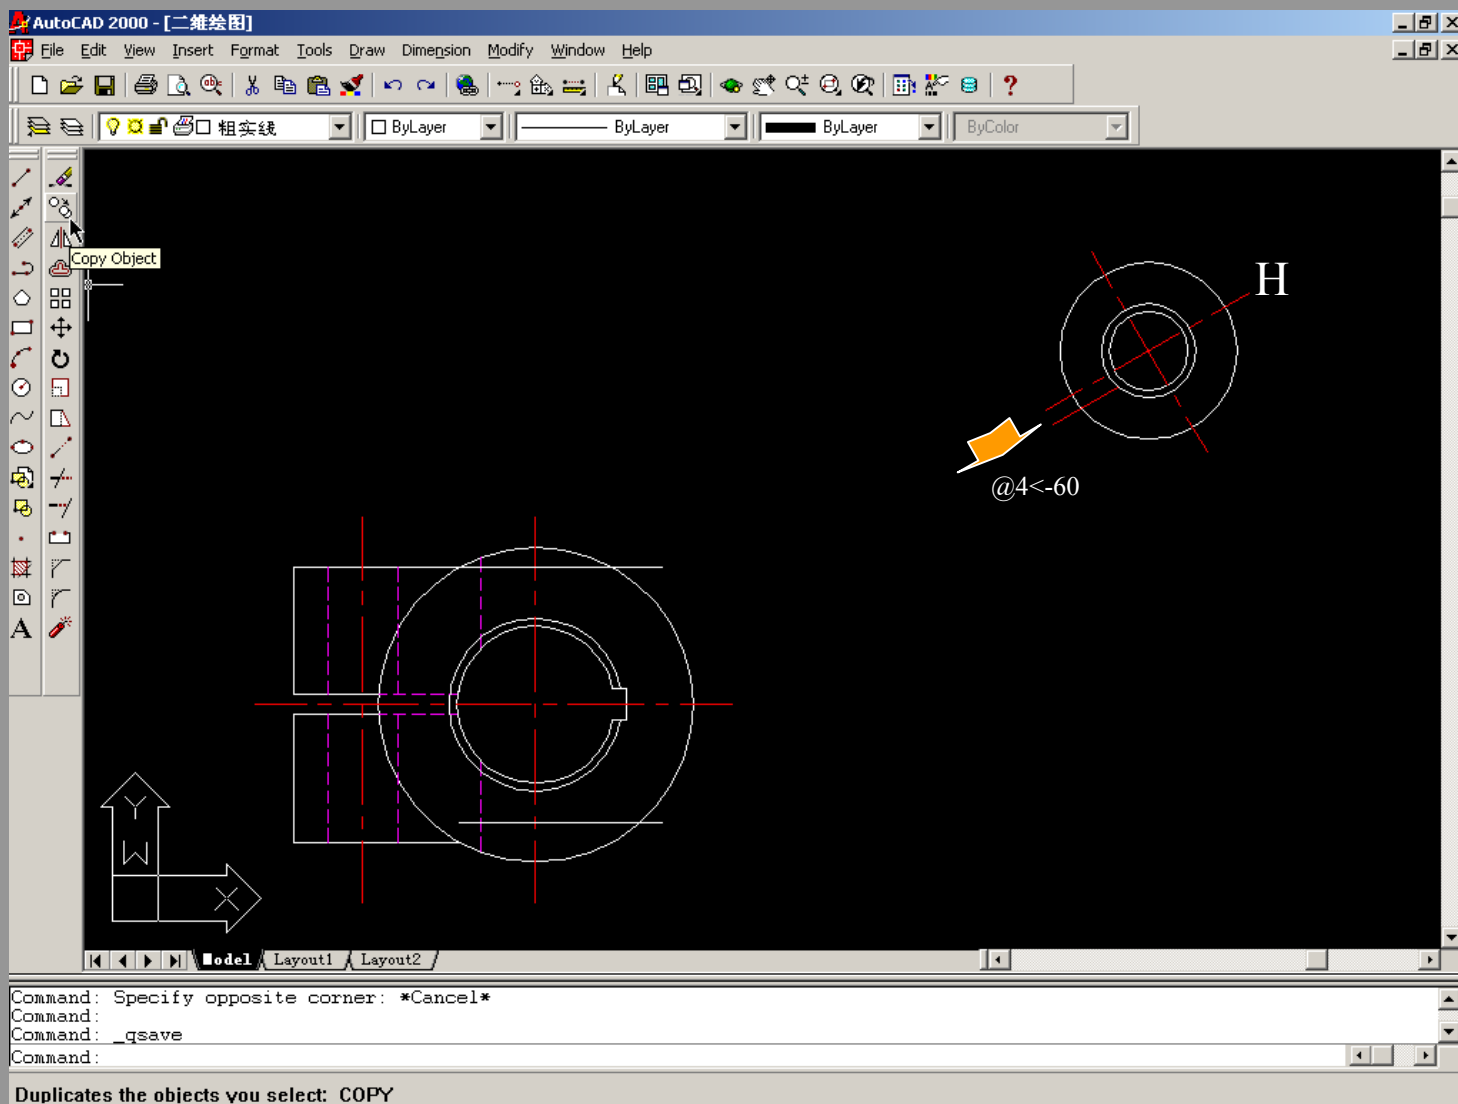 AutoCAD 2000 - [二維绘图]
File Edit View Insert Format Tools Draw Dimension Modify Window Help
粗实线 ByLayer ByLayer ByLayer ByColor
Copy Object
H
@4<-60
Y
W
X
Model Layout1 Layout2
Command: Specify opposite corner: *Cancel*
Command:
Command: _qsave
Command:
Duplicates the objects you select: COPY